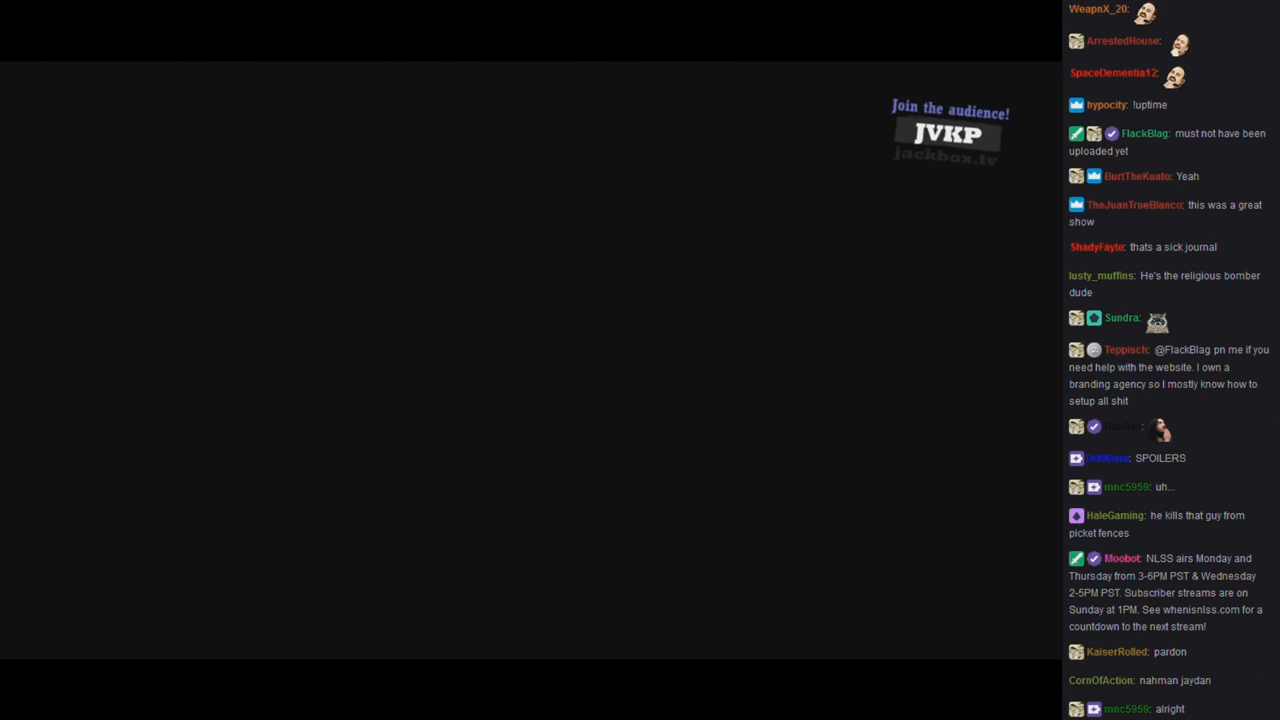 Join the audience!
JVKP
jackbox.tv
WeapnX_20:
ArrestedHouse:
SpaceDementia12:
hypocity: !uptime
FlackBlag: must not have been
uploaded yet
BurtTheKuato: Yeah
TheJuanTrueBlanco: this was a great
show
ShadyFayte: thats a sick journal
lusty_muffins: He's the religious bomber
dude
Sundra:
Teppisch: @FlackBlag pn me if you
need help with the website. I own a
branding agency so I mostly know how to
setup all shit
: SPOILERS
mnc5959: uh...
HaleGaming: he kills that guy from
picket fences
Moobot: NLSS airs Monday and
Thursday from 3-6PM PST & Wednesday
2-5PM PST. Subscriber streams are on
Sunday at 1PM. See whenisnlss.com for a
countdown to the next stream!
KaiserRolled: pardon
CornOfAction: nahman jaydan
mnc5959: alright